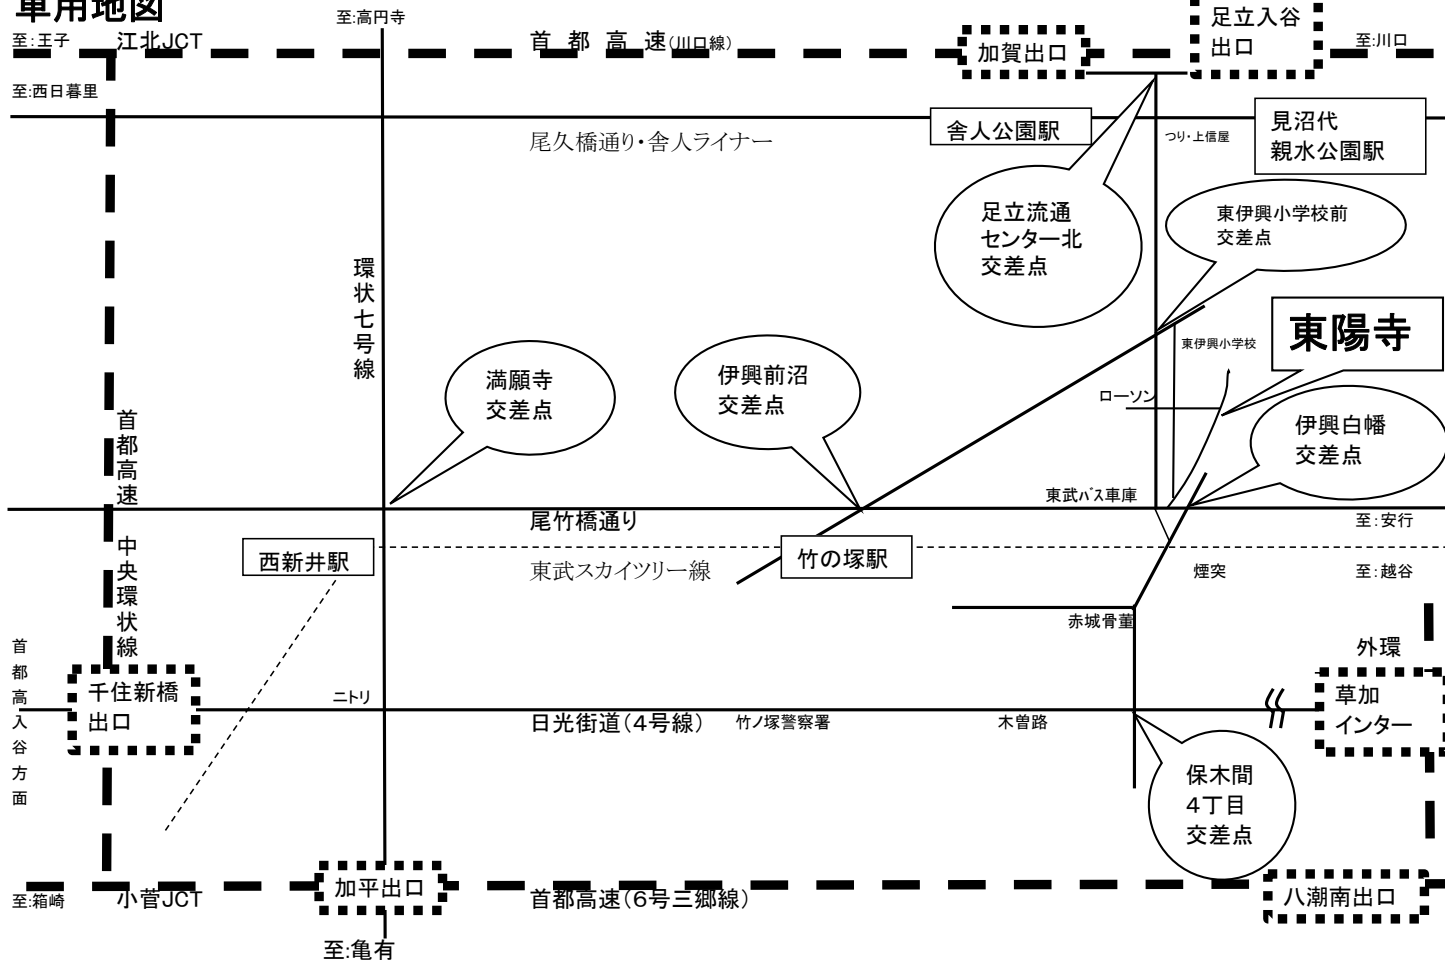 車用地図
至:高円寺
足立入谷
出口
至:王子
江北JCT
首都高速(川口線)
加賀出口
至:川口
至:西日暮里
尾久橋通り・舎人ライナー
舎人公園駅
つり・上信屋
見沼代
親水公園駅
足立流通
センター北
交差点
東伊興小学校前
交差点
環状七号線
東陽寺
東伊興小学校
満願寺
交差点
伊興前沼
交差点
ローソン
伊興白幡
交差点
首都高速 中央環状線
東武バス車庫
尾竹橋通り
至:安行
西新井駅
竹の塚駅
東武スカイツリー線
煙突
至:越谷
赤城骨董
外環
首都高入谷方面
千住新橋
出口
ニトリ
日光街道(4号線)
竹ノ塚警察署
木曽路
草加
インター
保木間
4丁目
交差点
至:箱崎
小菅JCT
加平出口
首都高速(6号三郷線)
八潮南出口
至:亀有